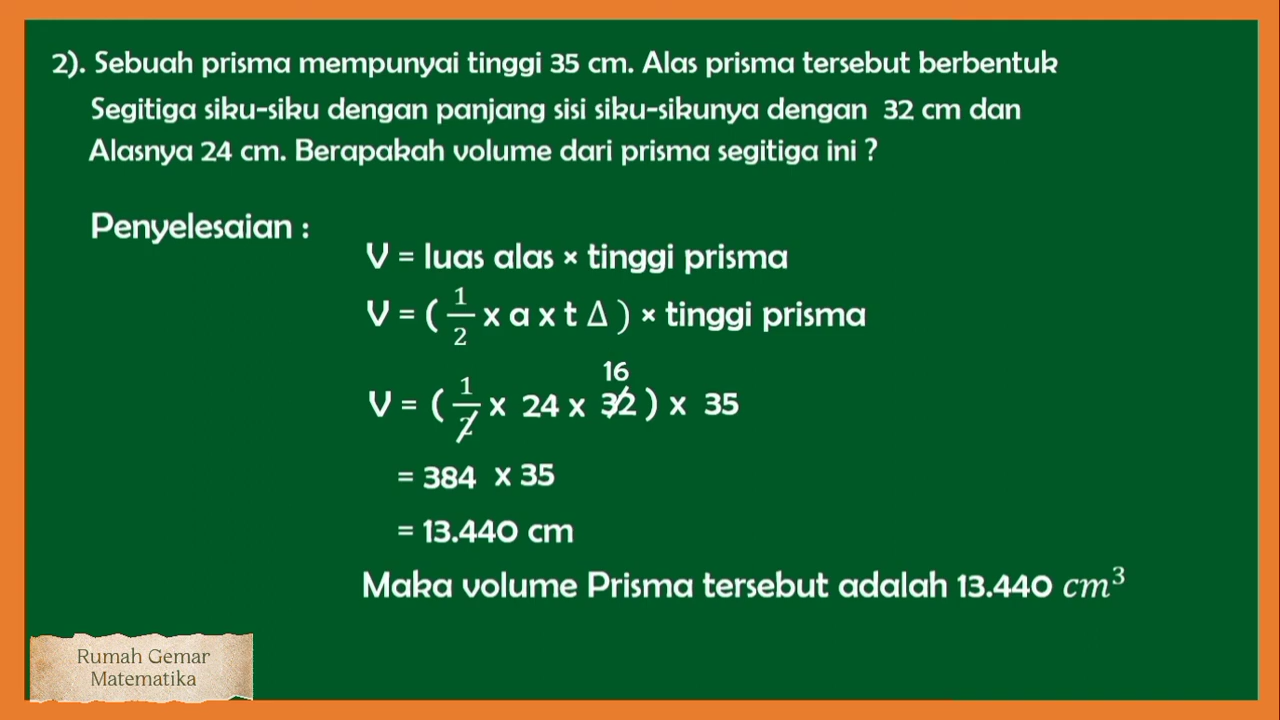 2). Sebuah prisma mempunyai tinggi 35 cm. Alas prisma tersebut berbentuk
Segitiga siku-siku dengan panjang sisi siku-sikunya dengan 32 cm dan
Alasnya 24 cm. Berapakah volume dari prisma segitiga ini ?
Penyelesaian :
V = luas alas × tinggi prisma
V = ( 1/2 x a x t Δ ) × tinggi prisma
16
V = ( 1/2 x 24 x 32 ) x 35
= 384 x 35
= 13.440 cm
Maka volume Prisma tersebut adalah 13.440 cm³
Rumah Gemar
Matematika